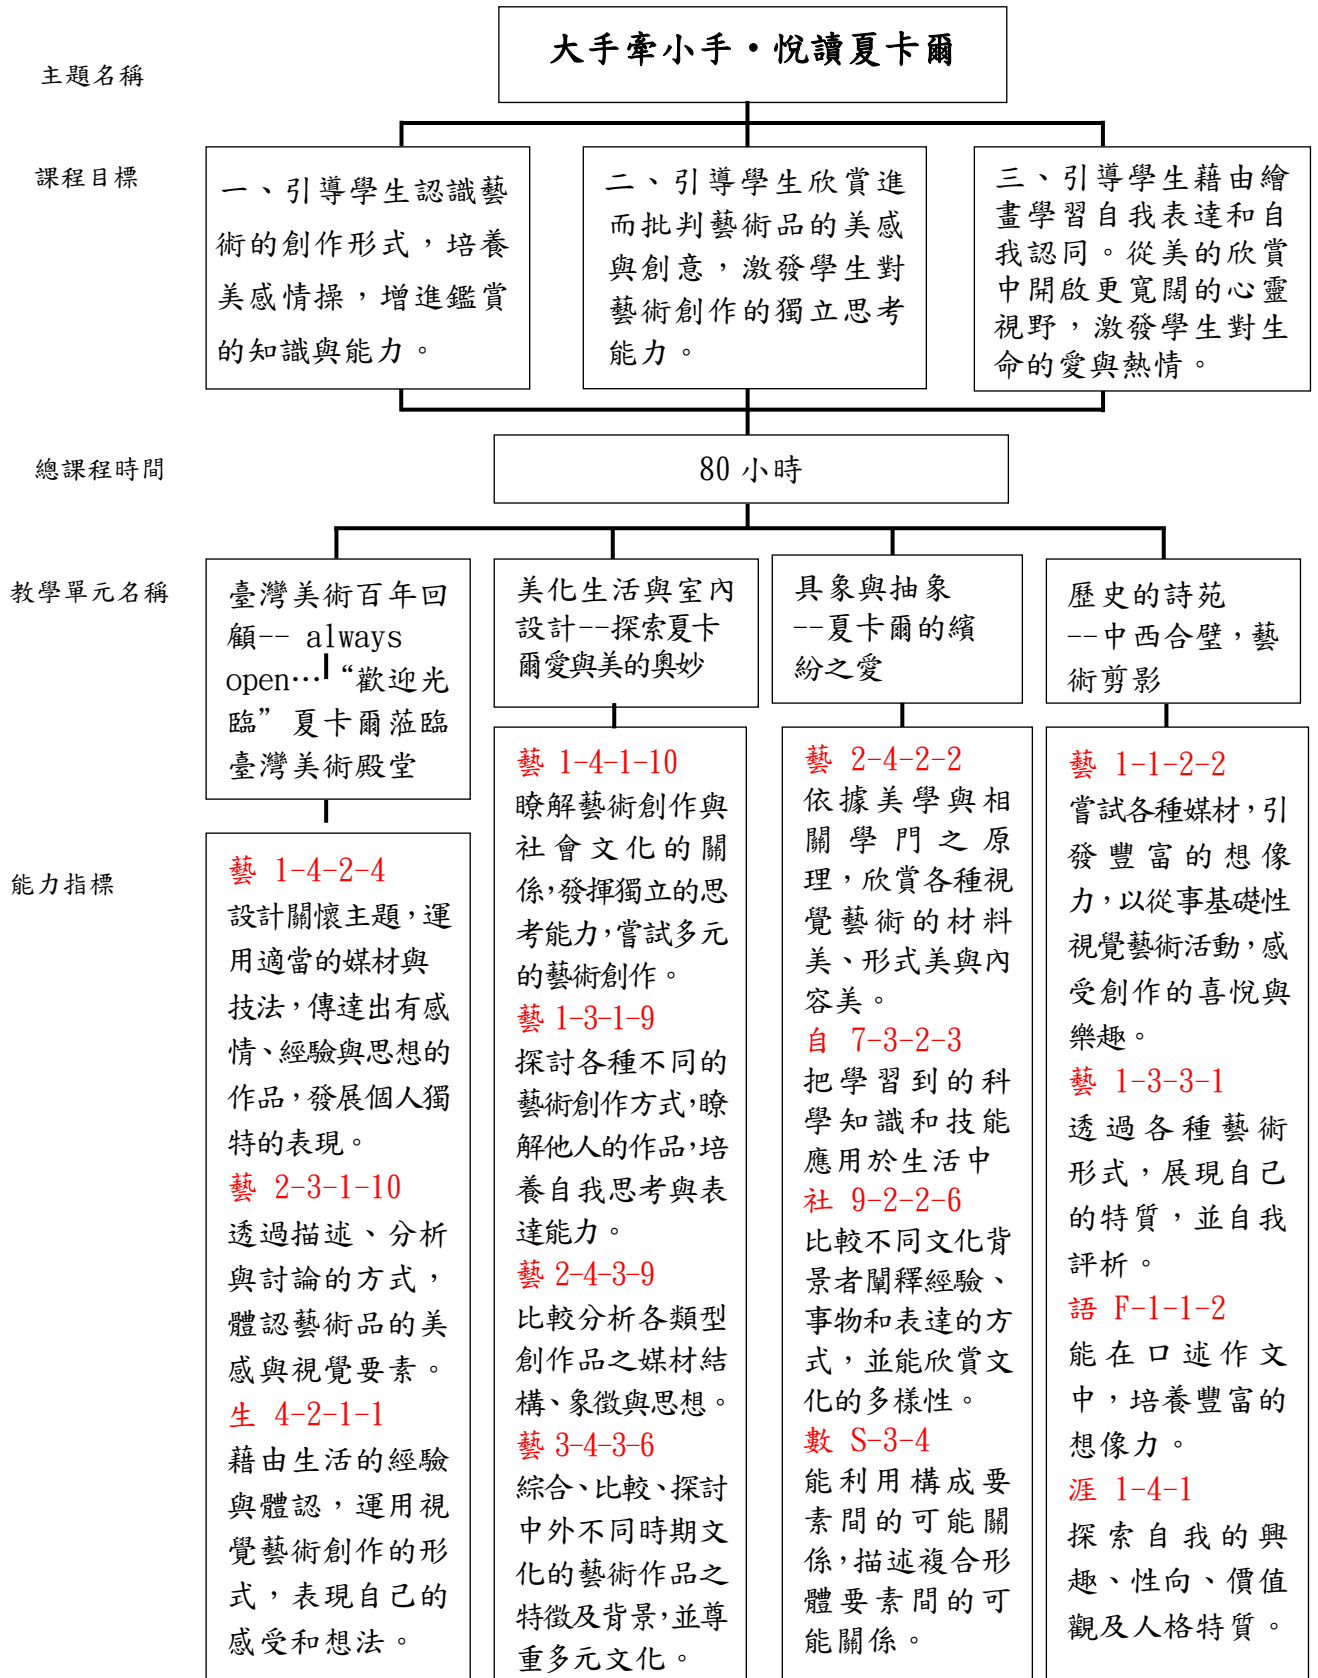 大手牽小手•悅讀夏卡爾
主題名稱
課程目標
一、引導學生認識藝
術的創作形式，培養
美感情操，增進鑑賞
的知識與能力。
二、引導學生欣賞進
而批判藝術品的美感
與創意，激發學生對
藝術創作的獨立思考
能力。
三、引導學生藉由繪
畫學習自我表達和自
我認同。從美的欣賞
中開啟更寬闊的心靈
視野，激發學生對生
命的愛與熱情。
總課程時間
80 小時
教學單元名稱
臺灣美術百年回
顧-- always
open…“歡迎光
臨”夏卡爾蒞臨
臺灣美術殿堂
美化生活與室內
設計--探索夏卡
爾愛與美的奧妙
具象與抽象
--夏卡爾的繽
紛之愛
歷史的詩苑
--中西合璧，藝
術剪影
能力指標
藝 1-4-2-4
設計關懷主題，運
用適當的媒材與
技法，傳達出有感
情、經驗與思想的
作品，發展個人獨
特的表現。
藝 2-3-1-10
透過描述、分析
與討論的方式，
體認藝術品的美
感與視覺要素。
生 4-2-1-1
藉由生活的經驗
與體認，運用視
覺藝術創作的形
式，表現自己的
感受和想法。
藝 1-4-1-10
瞭解藝術創作與
社會文化的關
係，發揮獨立的思
考能力，嘗試多元
的藝術創作。
藝 1-3-1-9
探討各種不同的
藝術創作方式，瞭
解他人的作品，培
養自我思考與表
達能力。
藝 2-4-3-9
比較分析各類型
創作品之媒材結
構、象徵與思想。
藝 3-4-3-6
綜合、比較、探討
中外不同時期文
化的藝術作品之
特徵及背景，並尊
重多元文化。
藝 2-4-2-2
依據美學與相
關學門之原
理，欣賞各種視
覺藝術的材料
美、形式美與內
容美。
自 7-3-2-3
把學習到的科
學知識和技能
應用於生活中
社 9-2-2-6
比較不同文化背
景者闡釋經驗、
事物和表達的方
式，並能欣賞文
化的多樣性。
數 S-3-4
能利用構成要
素間的可能關
係，描述複合形
體要素間的可
能關係。
藝 1-1-2-2
嘗試各種媒材，引
發豐富的想像
力，以從事基礎性
視覺藝術活動，感
受創作的喜悅與
樂趣。
藝 1-3-3-1
透過各種藝術
形式，展現自己
的特質，並自我
評析。
語 F-1-1-2
能在口述作文
中，培養豐富的
想像力。
涯 1-4-1
探索自我的興
趣、性向、價值
觀及人格特質。